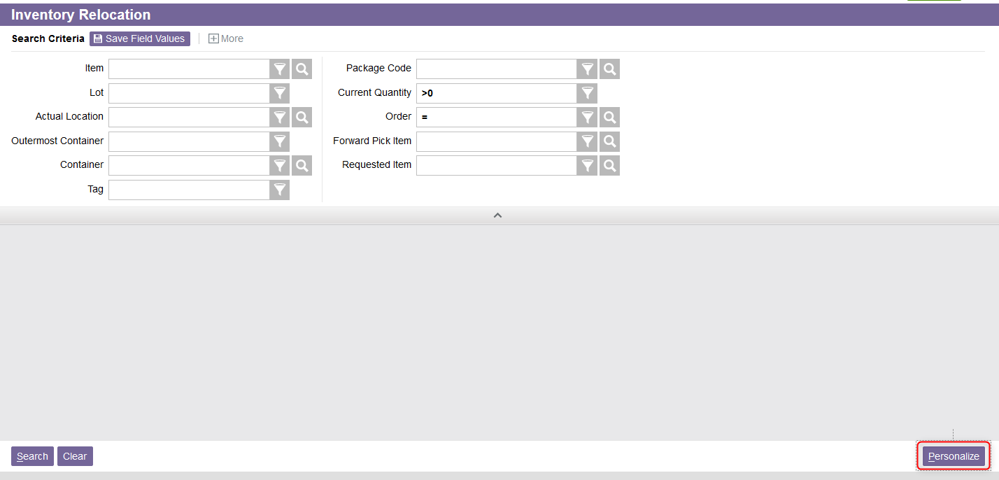 Inventory Relocation
Search Criteria Save Field Values More
Item
Lot
Actual Location
Outermost Container
Container
Tag
Package Code
Current Quantity >0
Order =
Forward Pick Item
Requested Item
Search Clear Personalize